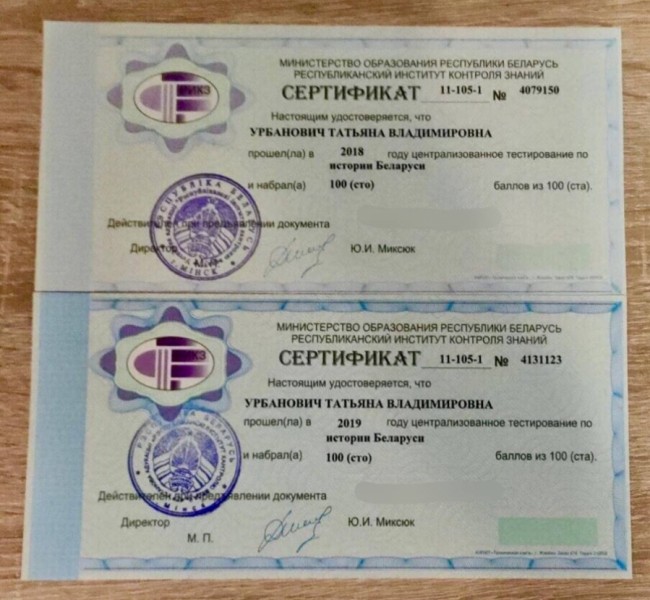 МИНИСТЕРСТВО ОБРАЗОВАНИЯ РЕСПУБЛИКИ БЕЛАРУСЬ
РЕСПУБЛИКАНСКИЙ ИНСТИТУТ КОНТРОЛЯ ЗНАНИЙ
СЕРТИФИКАТ 11-105-1 № 4079150
Настоящим удостоверяется, что
УРБАНОВИЧ ТАТЬЯНА ВЛАДИМИРОВНА
прошел(ла) в 2018 году централизованное тестирование по
истории Беларуси
и набрал(а) 100 (сто) баллов из 100 (ста).
Действителен при предъявлении документа
Директор Ю.И. Миксюк
МИНИСТЕРСТВО ОБРАЗОВАНИЯ РЕСПУБЛИКИ БЕЛАРУСЬ
РЕСПУБЛИКАНСКИЙ ИНСТИТУТ КОНТРОЛЯ ЗНАНИЙ
СЕРТИФИКАТ 11-105-1 № 4131123
Настоящим удостоверяется, что
УРБАНОВИЧ ТАТЬЯНА ВЛАДИМИРОВНА
прошел(ла) в 2019 году централизованное тестирование по
истории Беларуси
и набрал(а) 100 (сто) баллов из 100 (ста).
Действителен при предъявлении документа
Директор Ю.И. Миксюк
М. П.